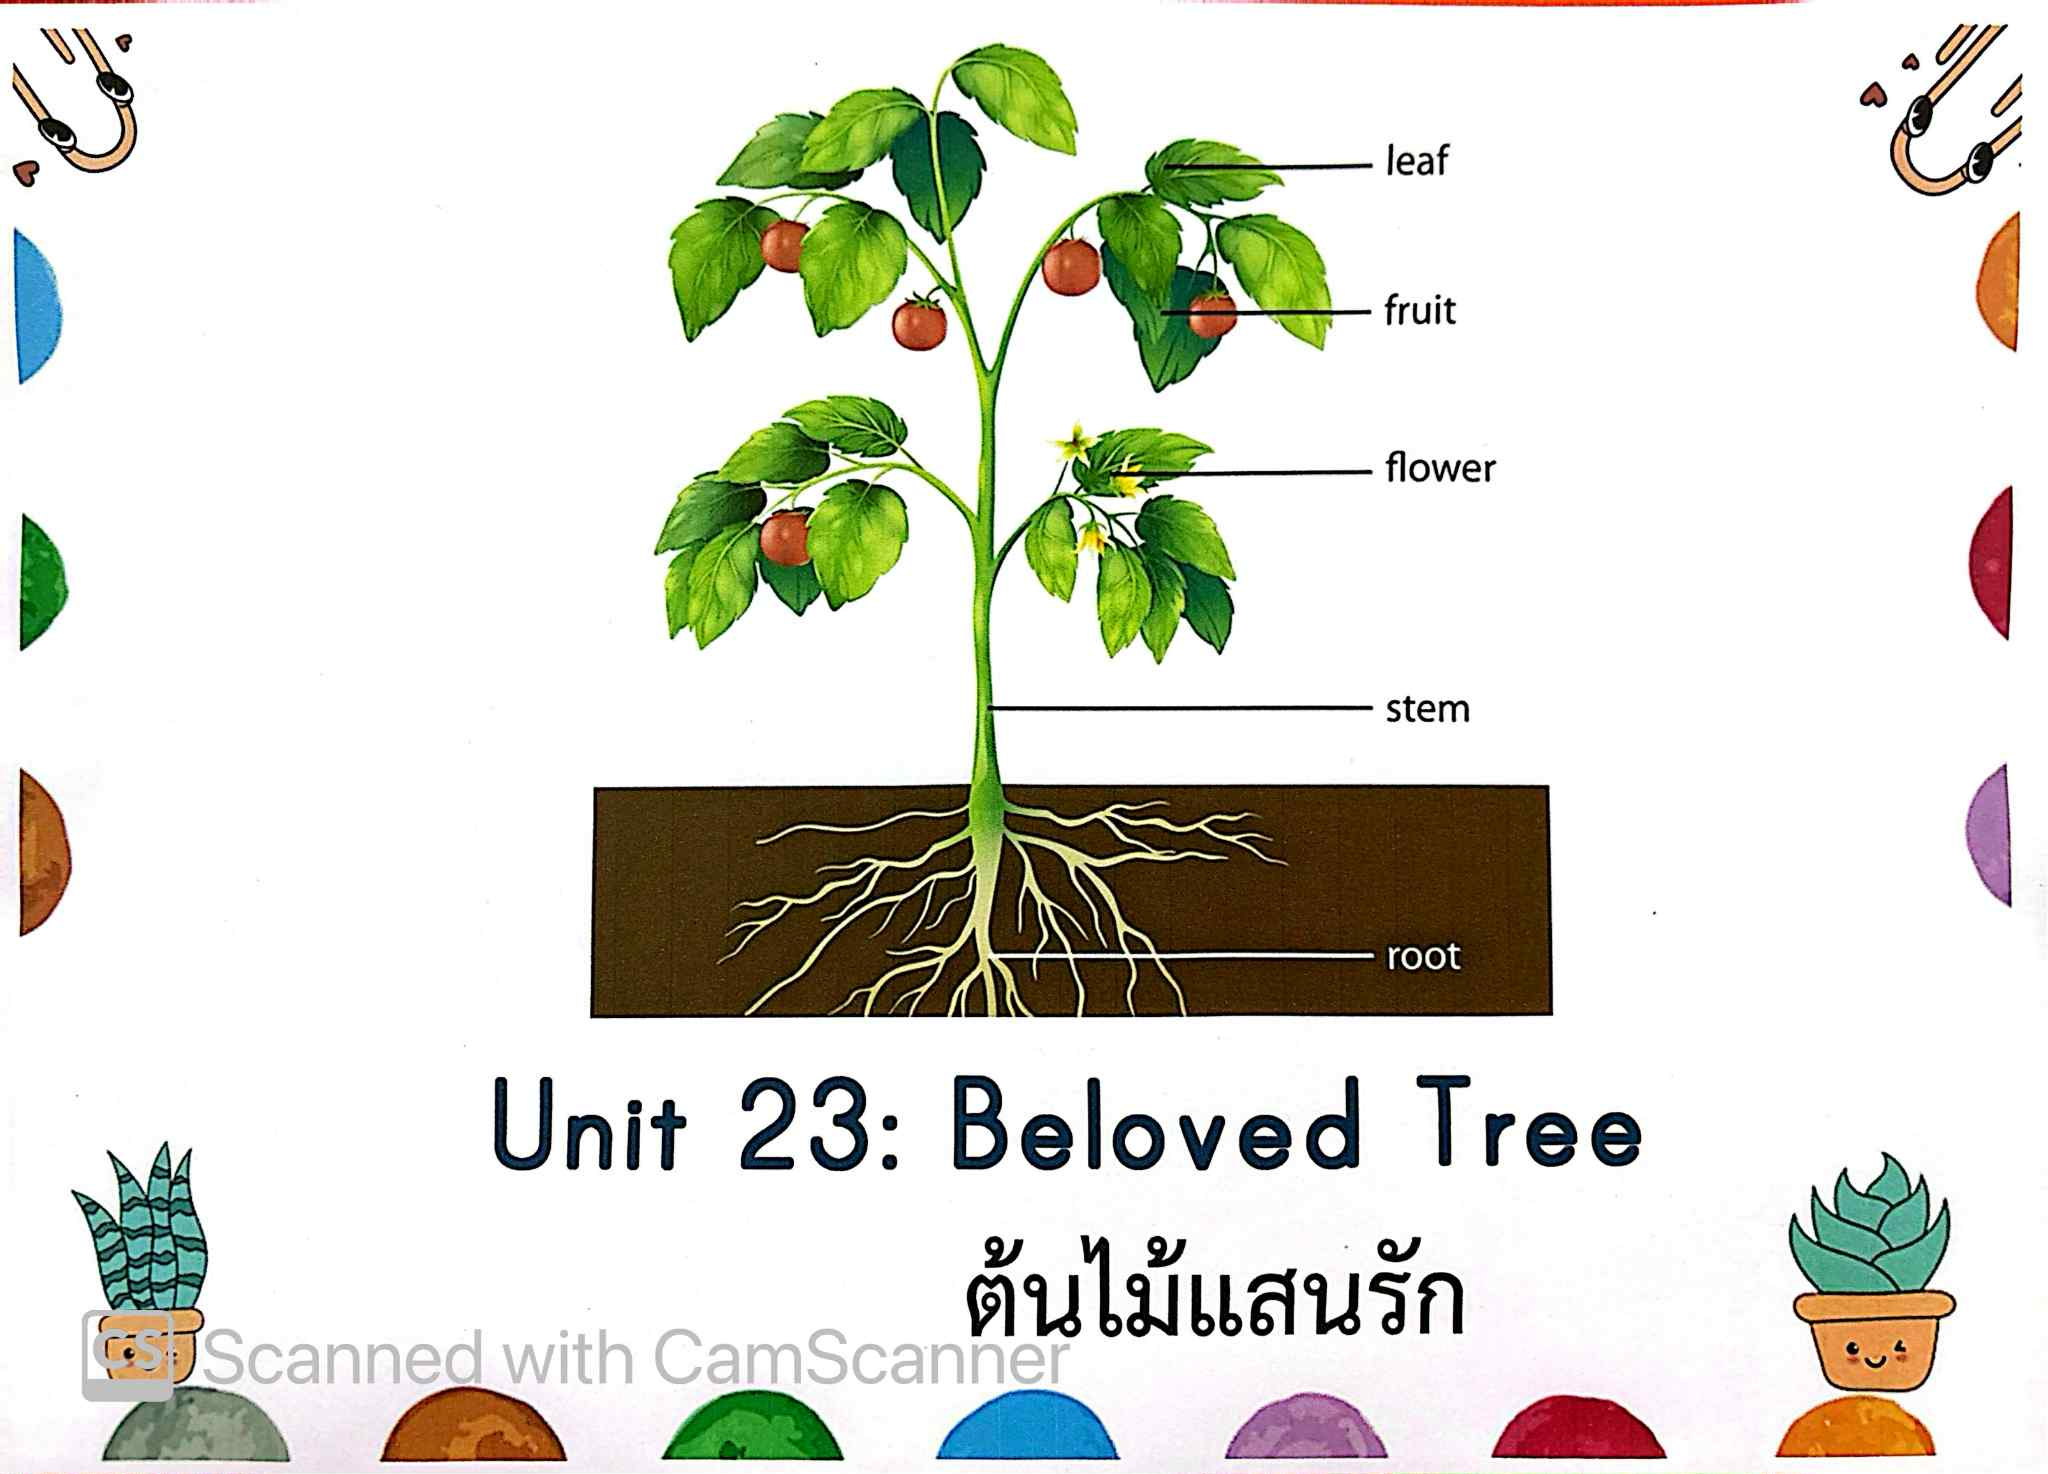 leaf
fruit
flower
stem
root
Unit 23: Beloved Tree
ต้นไม้แสนรัก
CS Scanned with CamScanner